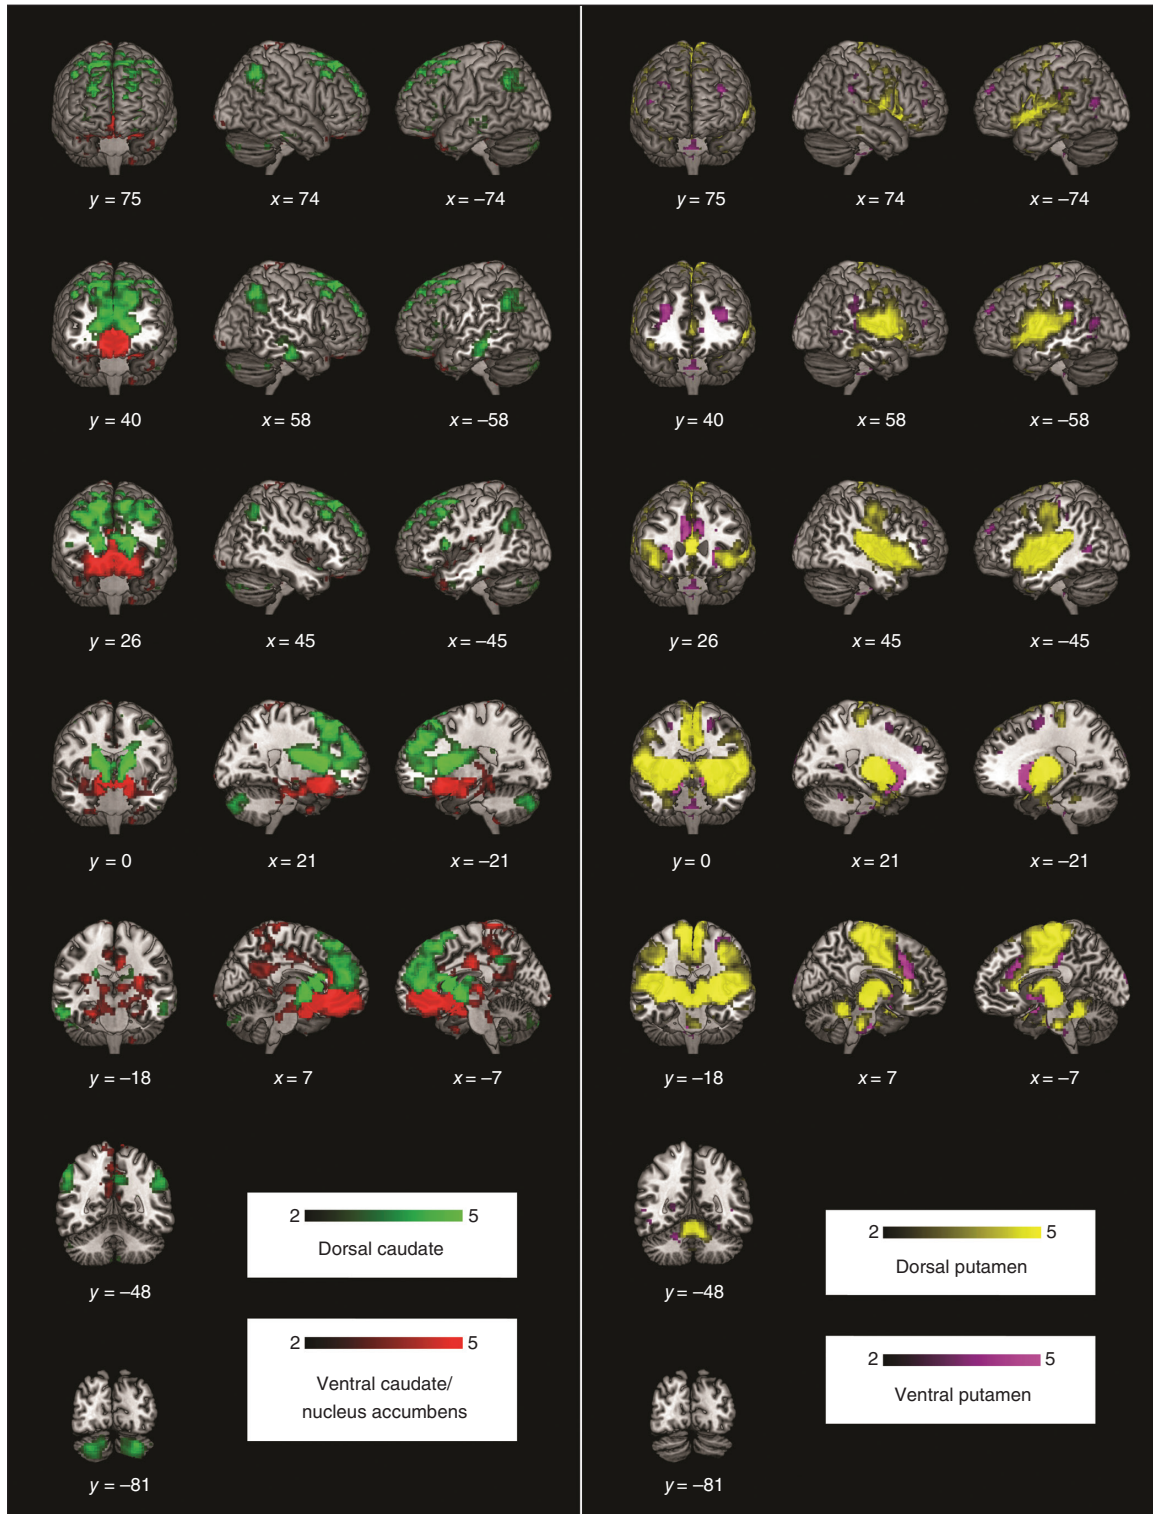 y = 75
x = 74
x = –74
y = 40
x = 58
x = –58
y = 26
x = 45
x = –45
y = 0
x = 21
x = –21
y = –18
x = 7
x = –7
y = –48
2 5
Dorsal caudate
2 5
Ventral caudate/
nucleus accumbens
y = –81
y = 75
x = 74
x = –74
y = 40
x = 58
x = –58
y = 26
x = 45
x = –45
y = 0
x = 21
x = –21
y = –18
x = 7
x = –7
y = –48
2 5
Dorsal putamen
2 5
Ventral putamen
y = –81